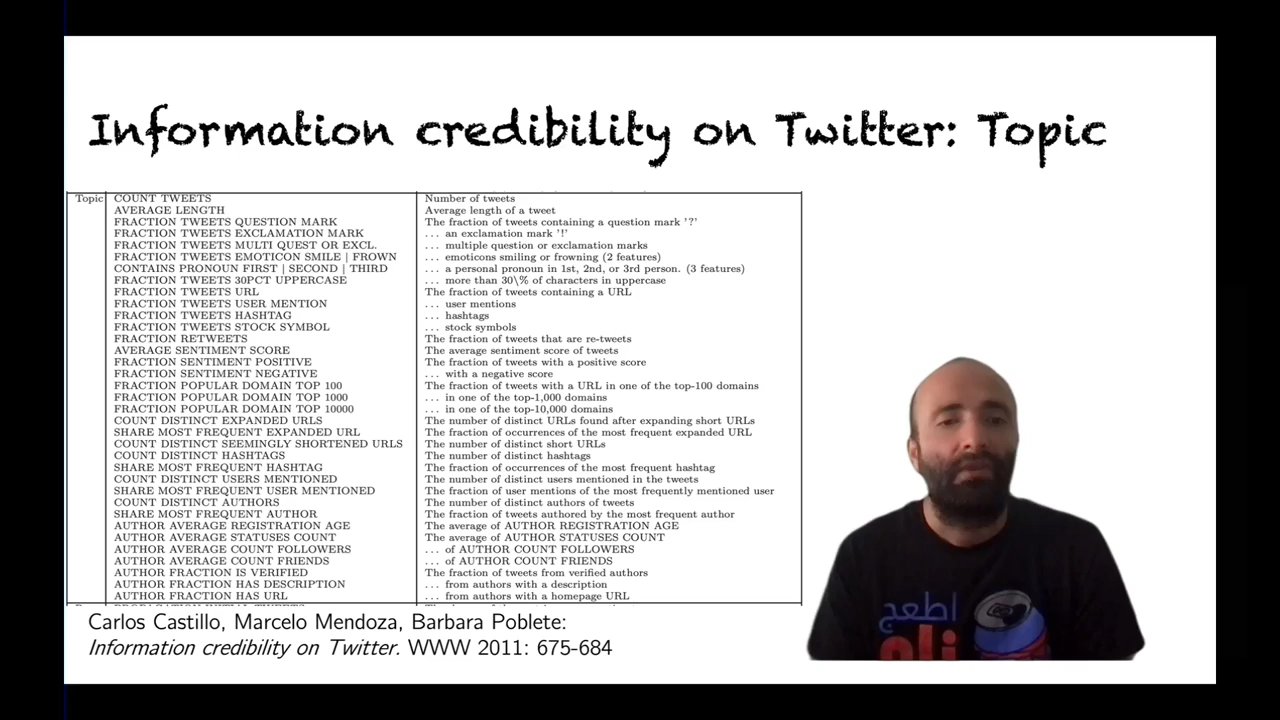 Information credibility on Twitter: Topic
Topic COUNT TWEETS Number of tweets
AVERAGE LENGTH Average length of a tweet
FRACTION TWEETS QUESTION MARK The fraction of tweets containing a question mark '?'
FRACTION TWEETS EXCLAMATION MARK . . . an exclamation mark '!'
FRACTION TWEETS MULTI QUEST OR EXCL. . . . multiple question or exclamation marks
FRACTION TWEETS EMOTICON SMILE | FROWN . . . emoticons smiling or frowning (2 features)
CONTAINS PRONOUN FIRST | SECOND | THIRD . . . a personal pronoun in 1st, 2nd, or 3rd person. (3 features)
FRACTION TWEETS 30PCT UPPERCASE . . . more than 30\% of characters in uppercase
FRACTION TWEETS URL The fraction of tweets containing a URL
FRACTION TWEETS USER MENTION . . . user mentions
FRACTION TWEETS HASHTAG . . . hashtags
FRACTION TWEETS STOCK SYMBOL . . . stock symbols
FRACTION RETWEETS The fraction of tweets that are re-tweets
AVERAGE SENTIMENT SCORE The average sentiment score of tweets
FRACTION SENTIMENT POSITIVE The fraction of tweets with a positive score
FRACTION SENTIMENT NEGATIVE . . . with a negative score
FRACTION POPULAR DOMAIN TOP 100 The fraction of tweets with a URL in one of the top-100 domains
FRACTION POPULAR DOMAIN TOP 1000 . . . in one of the top-1,000 domains
FRACTION POPULAR DOMAIN TOP 10000 . . . in one of the top-10,000 domains
COUNT DISTINCT EXPANDED URLS The number of distinct URLs found after expanding short URLs
SHARE MOST FREQUENT EXPANDED URL The fraction of occurrences of the most frequent expanded URL
COUNT DISTINCT SEEMINGLY SHORTENED URLS The number of distinct short URLs
COUNT DISTINCT HASHTAGS The number of distinct hashtags
SHARE MOST FREQUENT HASHTAG The fraction of occurrences of the most frequent hashtag
COUNT DISTINCT USERS MENTIONED The number of distinct users mentioned in the tweets
SHARE MOST FREQUENT USER MENTIONED The fraction of user mentions of the most frequently mentioned user
COUNT DISTINCT AUTHORS The number of distinct authors of tweets
SHARE MOST FREQUENT AUTHOR The fraction of tweets authored by the most frequent author
AUTHOR AVERAGE REGISTRATION AGE The average of AUTHOR REGISTRATION AGE
AUTHOR AVERAGE STATUSES COUNT The average of AUTHOR STATUSES COUNT
AUTHOR AVERAGE COUNT FOLLOWERS . . . of AUTHOR COUNT FOLLOWERS
AUTHOR AVERAGE COUNT FRIENDS . . . of AUTHOR COUNT FRIENDS
AUTHOR FRACTION IS VERIFIED The fraction of tweets from verified authors
AUTHOR FRACTION HAS DESCRIPTION . . . from authors with a description
AUTHOR FRACTION HAS URL . . . from authors with a homepage URL
Carlos Castillo, Marcelo Mendoza, Barbara Poblete:
Information credibility on Twitter. WWW 2011: 675-684
اطعج